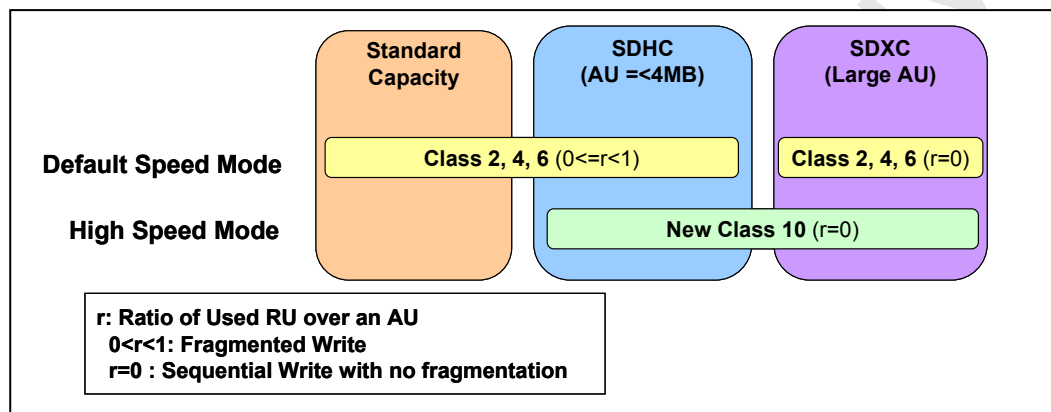 Standard
Capacity
SDHC
(AU =<4MB)
SDXC
(Large AU)
Default Speed Mode
Class 2, 4, 6 (0<=r<1)
Class 2, 4, 6 (r=0)
High Speed Mode
New Class 10 (r=0)
r: Ratio of Used RU over an AU
0<r<1: Fragmented Write
r=0 : Sequential Write with no fragmentation